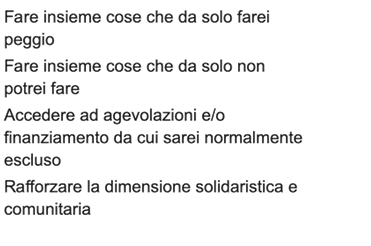 Fare insieme cose che da solo farei
peggio
Fare insieme cose che da solo non
potrei fare
Accedere ad agevolazioni e/o
finanziamento da cui sarei normalmente
escluso
Rafforzare la dimensione solidaristica e
comunitaria